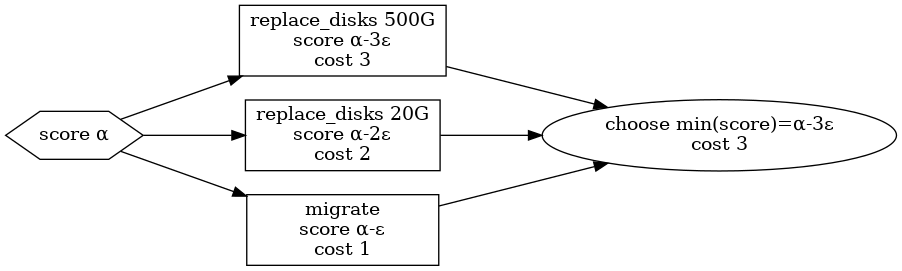 score α
replace_disks 500G
score α-3ε
cost 3
replace_disks 20G
score α-2ε
cost 2
migrate
score α-ε
cost 1
choose min(score)=α-3ε
cost 3